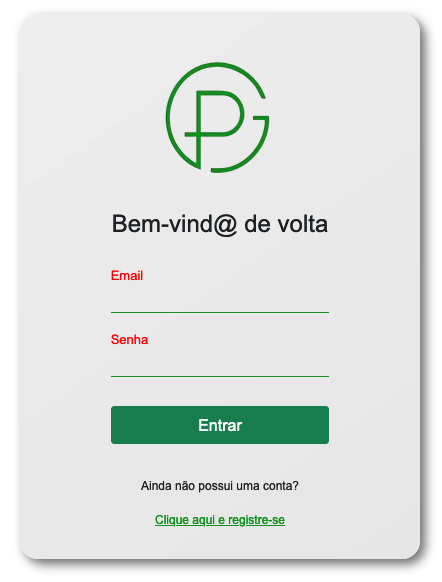 Bem-vind@ de volta
Email
Senha
Entrar
Ainda não possui uma conta?
Clique aqui e registre-se